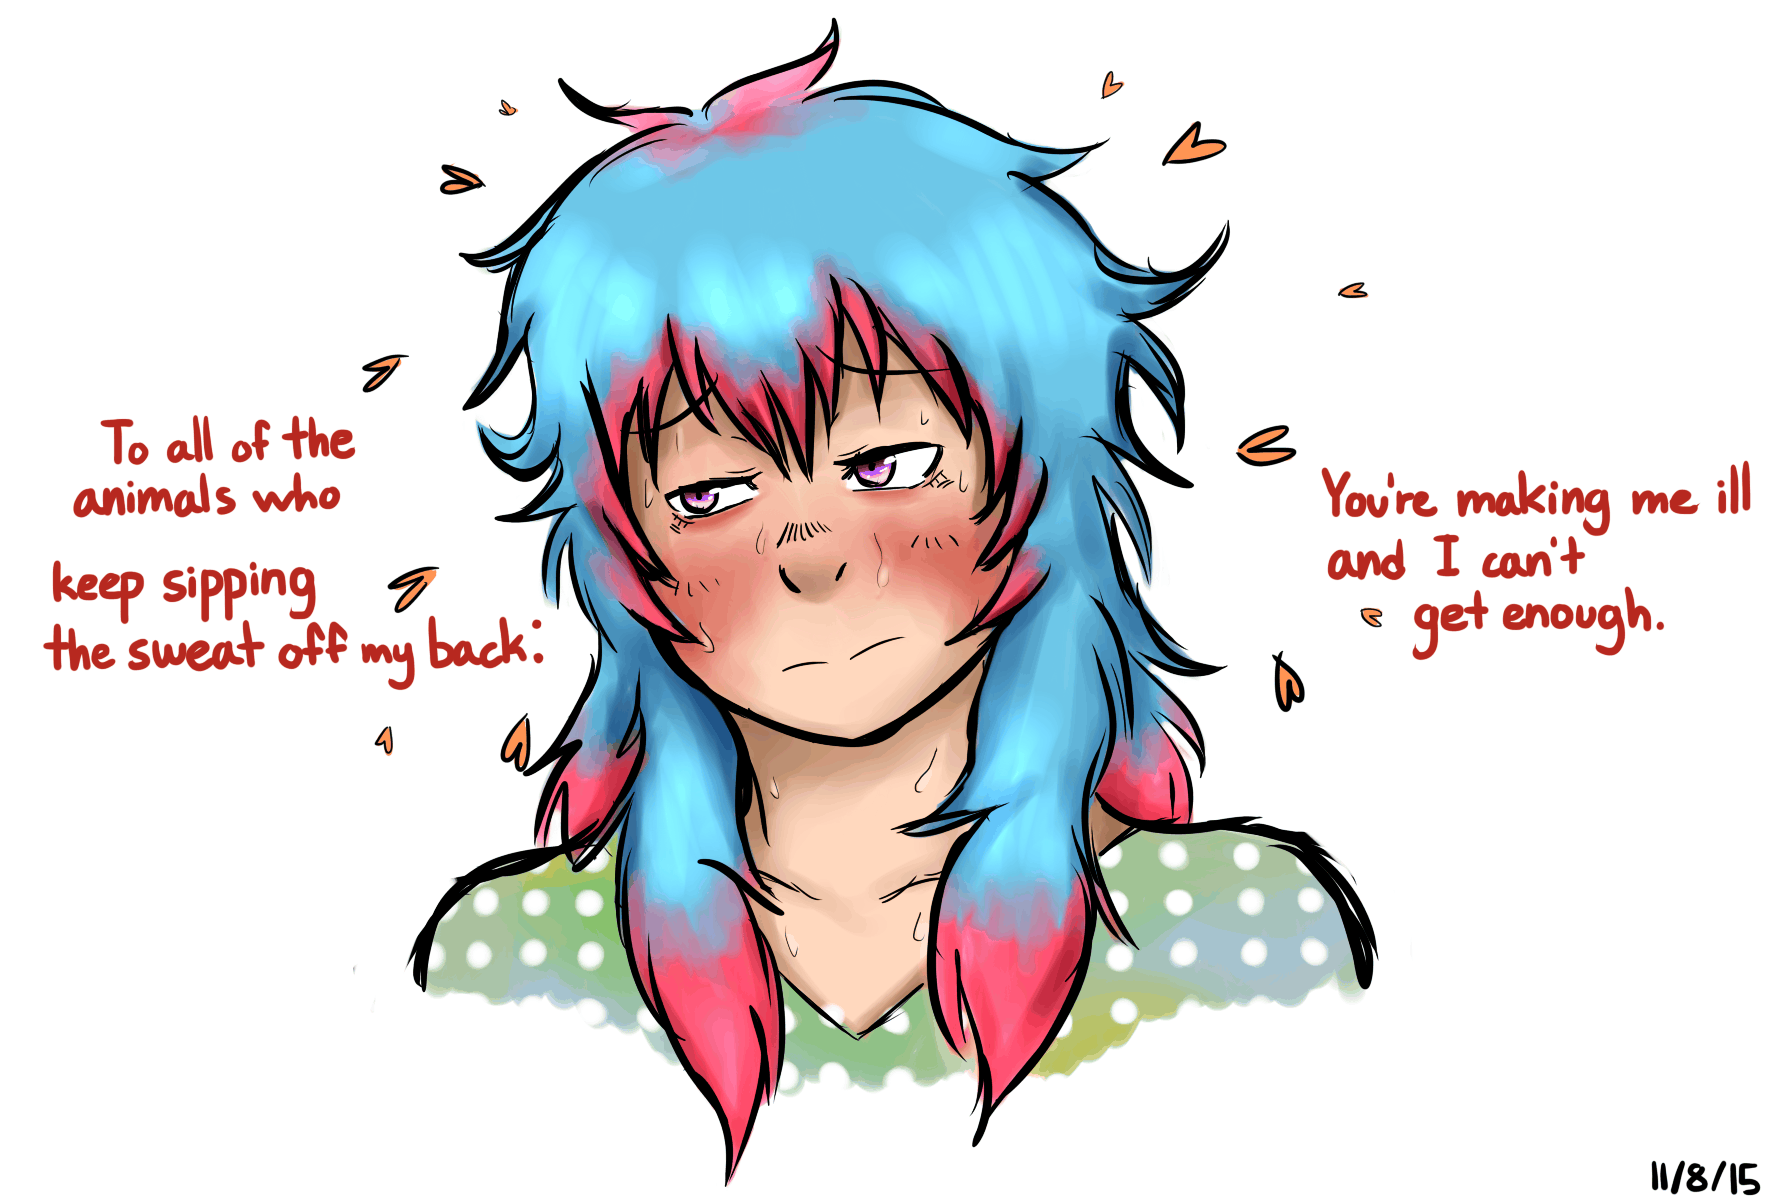 To all of the
animals who
keep sipping
the sweat off my back:
You're making me ill
and I can't
get enough.
11/8/15